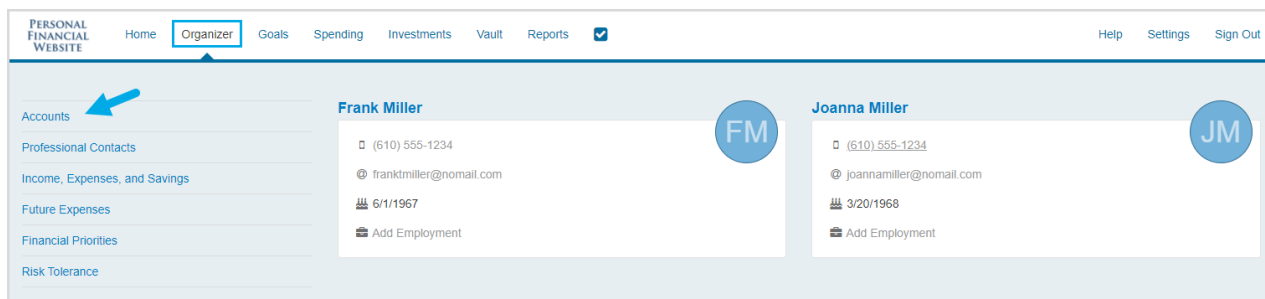 PERSONAL
FINANCIAL
WEBSITE
Home Organizer Goals Spending Investments Vault Reports Help Settings Sign Out
Accounts
Professional Contacts
Income, Expenses, and Savings
Future Expenses
Financial Priorities
Risk Tolerance
Frank Miller
FM
(610) 555-1234
@ franktmiller@nomail.com
6/1/1967
Add Employment
Joanna Miller
JM
(610) 555-1234
@ joannamiller@nomail.com
3/20/1968
Add Employment